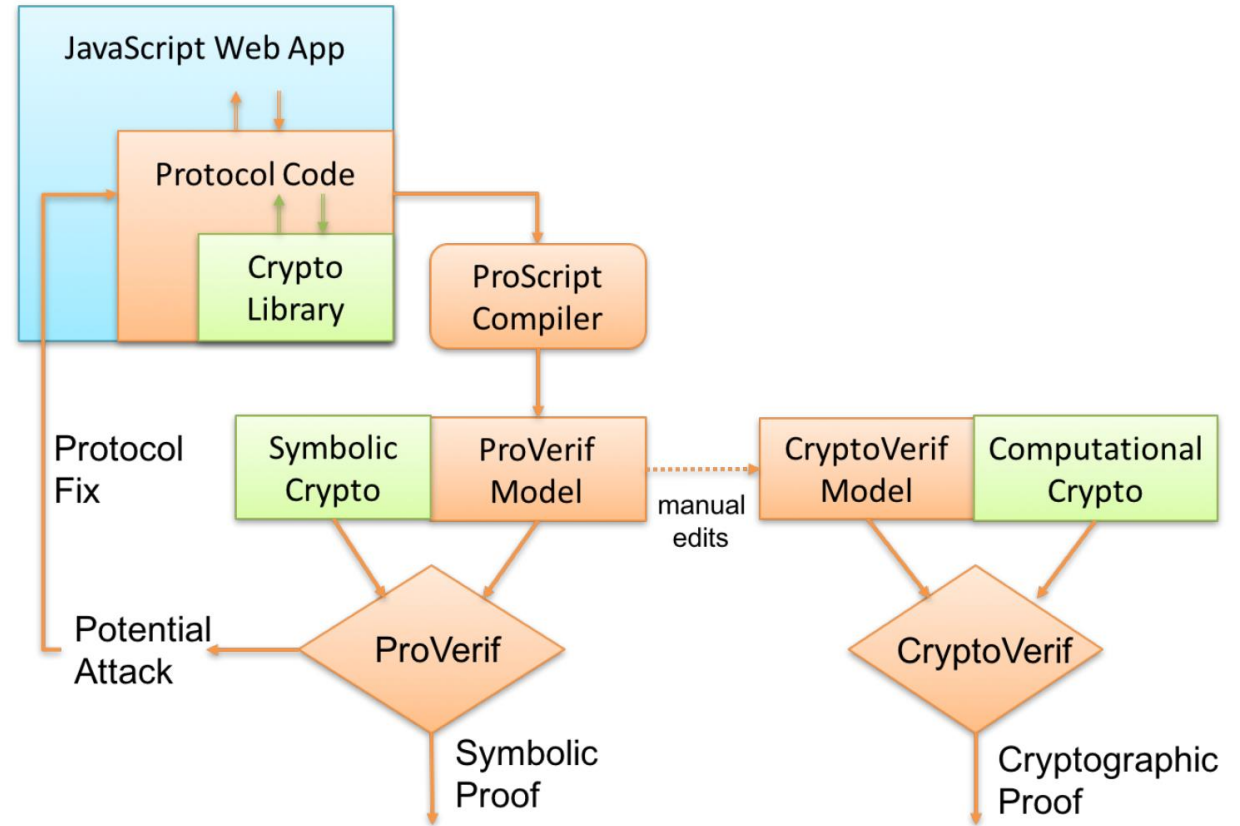 JavaScript Web App
Protocol Code
Crypto
Library
ProScript
Compiler
Protocol
Fix
Symbolic
Crypto
ProVerif
Model
manual
edits
CryptoVerif
Model
Computational
Crypto
Potential
Attack
ProVerif
CryptoVerif
Symbolic
Proof
Cryptographic
Proof